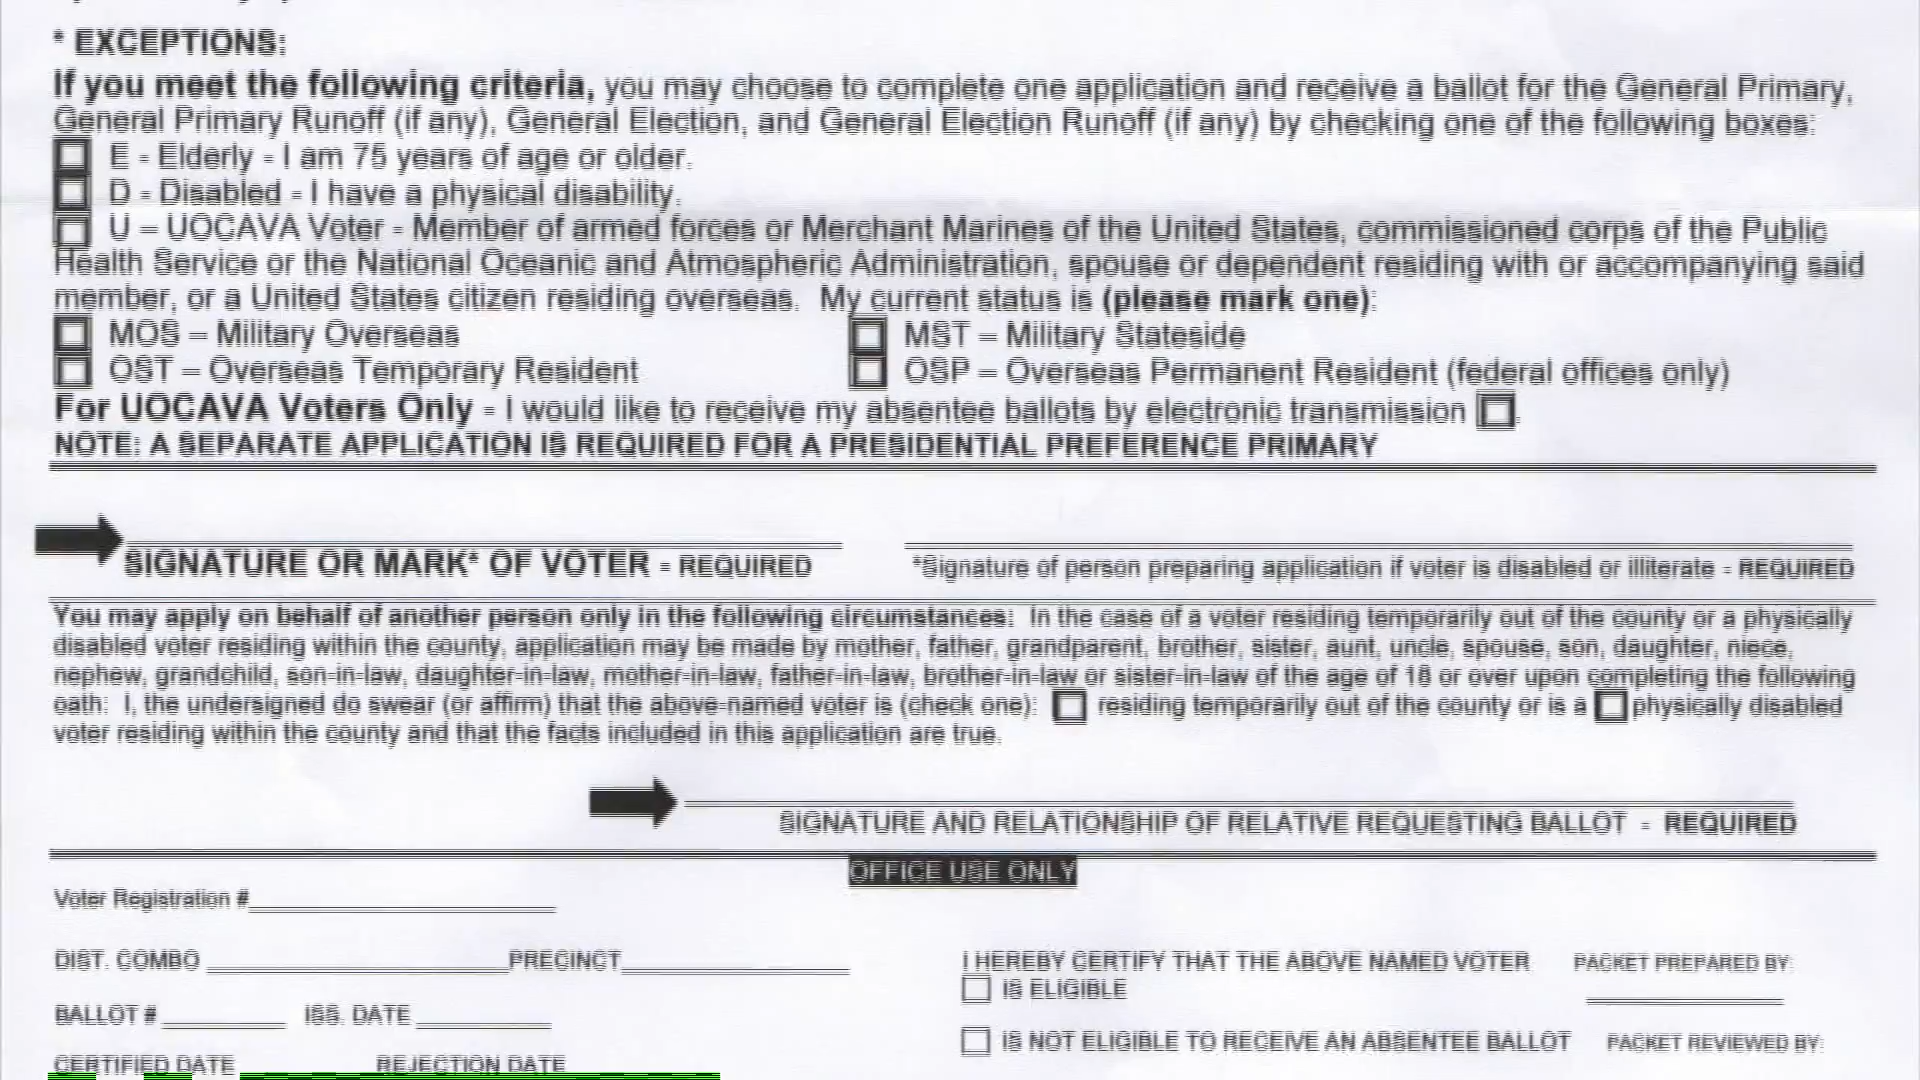 * EXCEPTIONS:
If you meet the following criteria, you may choose to complete one application and receive a ballot for the General Primary,
General Primary Runoff (if any), General Election, and General Election Runoff (if any) by checking one of the following boxes:
E - Elderly - I am 75 years of age or older.
D - Disabled - I have a physical disability.
U – UOCAVA Voter - Member of armed forces or Merchant Marines of the United States, commissioned corps of the Public
Health Service or the National Oceanic and Atmospheric Administration, spouse or dependent residing with or accompanying said
member, or a United States citizen residing overseas. My current status is (please mark one):
MOS – Military Overseas MST – Military Stateside
OST – Overseas Temporary Resident OSP – Overseas Permanent Resident (federal offices only)
For UOCAVA Voters Only - I would like to receive my absentee ballots by electronic transmission
NOTE: A SEPARATE APPLICATION IS REQUIRED FOR A PRESIDENTIAL PREFERENCE PRIMARY
SIGNATURE OR MARK* OF VOTER - REQUIRED *Signature of person preparing application if voter is disabled or illiterate - REQUIRED
You may apply on behalf of another person only in the following circumstances: In the case of a voter residing temporarily out of the county or a physically
disabled voter residing within the county, application may be made by mother, father, grandparent, brother, sister, aunt, uncle, spouse, son, daughter, niece,
nephew, grandchild, son-in-law, daughter-in-law, mother-in-law, father-in-law, brother-in-law or sister-in-law of the age of 18 or over upon completing the following
oath: I, the undersigned do swear (or affirm) that the above-named voter is (check one): residing temporarily out of the county or is a physically disabled
voter residing within the county and that the facts included in this application are true.
SIGNATURE AND RELATIONSHIP OF RELATIVE REQUESTING BALLOT - REQUIRED
OFFICE USE ONLY
Voter Registration #
DIST. COMBO PRECINCT I HEREBY CERTIFY THAT THE ABOVE NAMED VOTER PACKET PREPARED BY:
IS ELIGIBLE
BALLOT # ISS. DATE
IS NOT ELIGIBLE TO RECEIVE AN ABSENTEE BALLOT PACKET REVIEWED BY:
CERTIFIED DATE REJECTION DATE